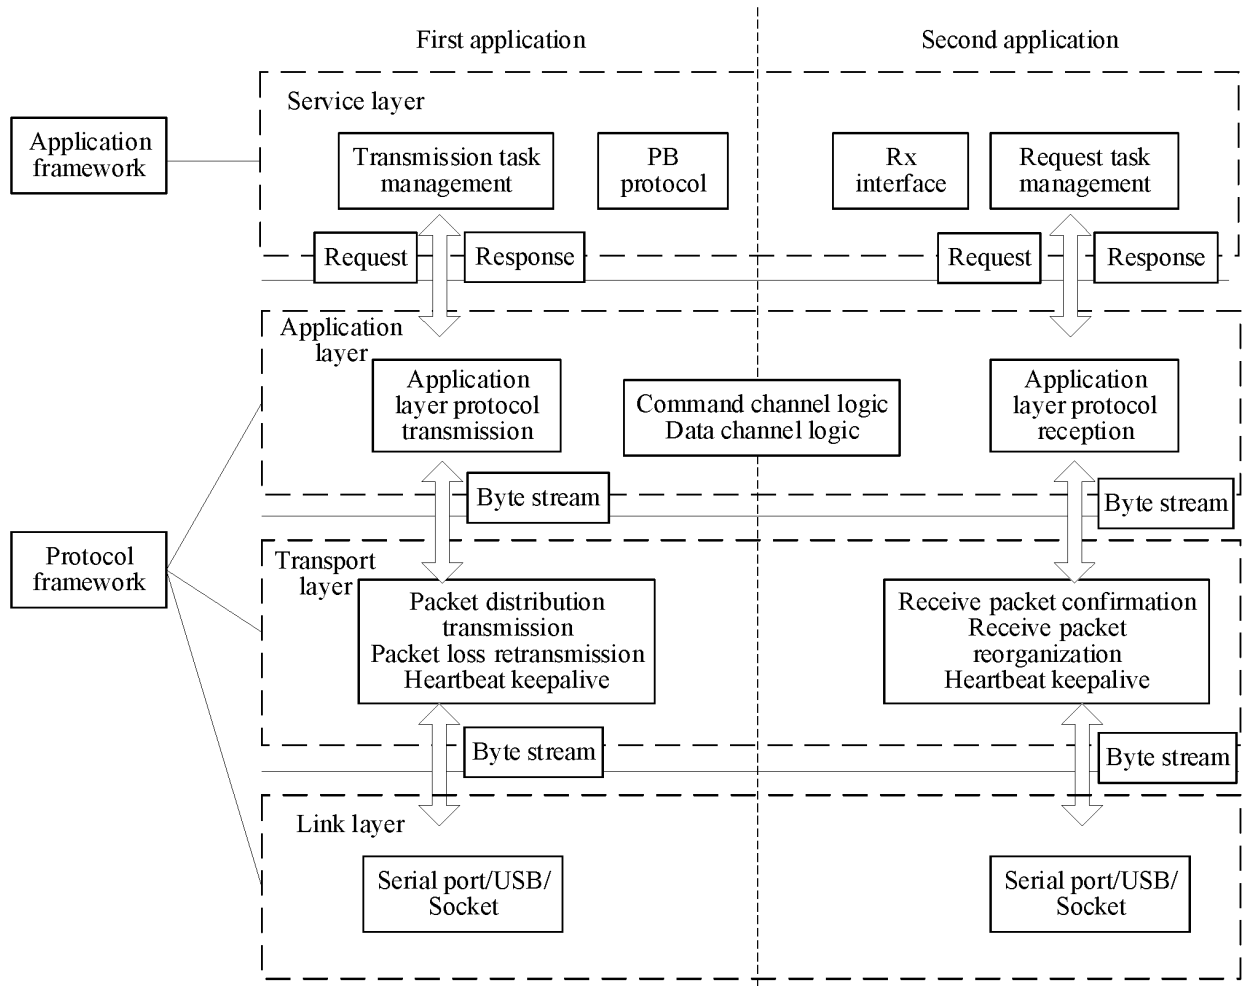 First application
Second application
Service layer
Application
framework
Transmission task
management
PB
protocol
Rx
interface
Request task
management
Request
Response
Request
Response
Application
layer
Application
layer protocol
transmission
Command channel logic
Data channel logic
Application
layer protocol
reception
Byte stream
Byte stream
Protocol
framework
Transport
layer
Packet distribution
transmission
Packet loss retransmission
Heartbeat keepalive
Receive packet confirmation
Receive packet
reorganization
Heartbeat keepalive
Byte stream
Byte stream
Link layer
Serial port/USB/
Socket
Serial port/USB/
Socket